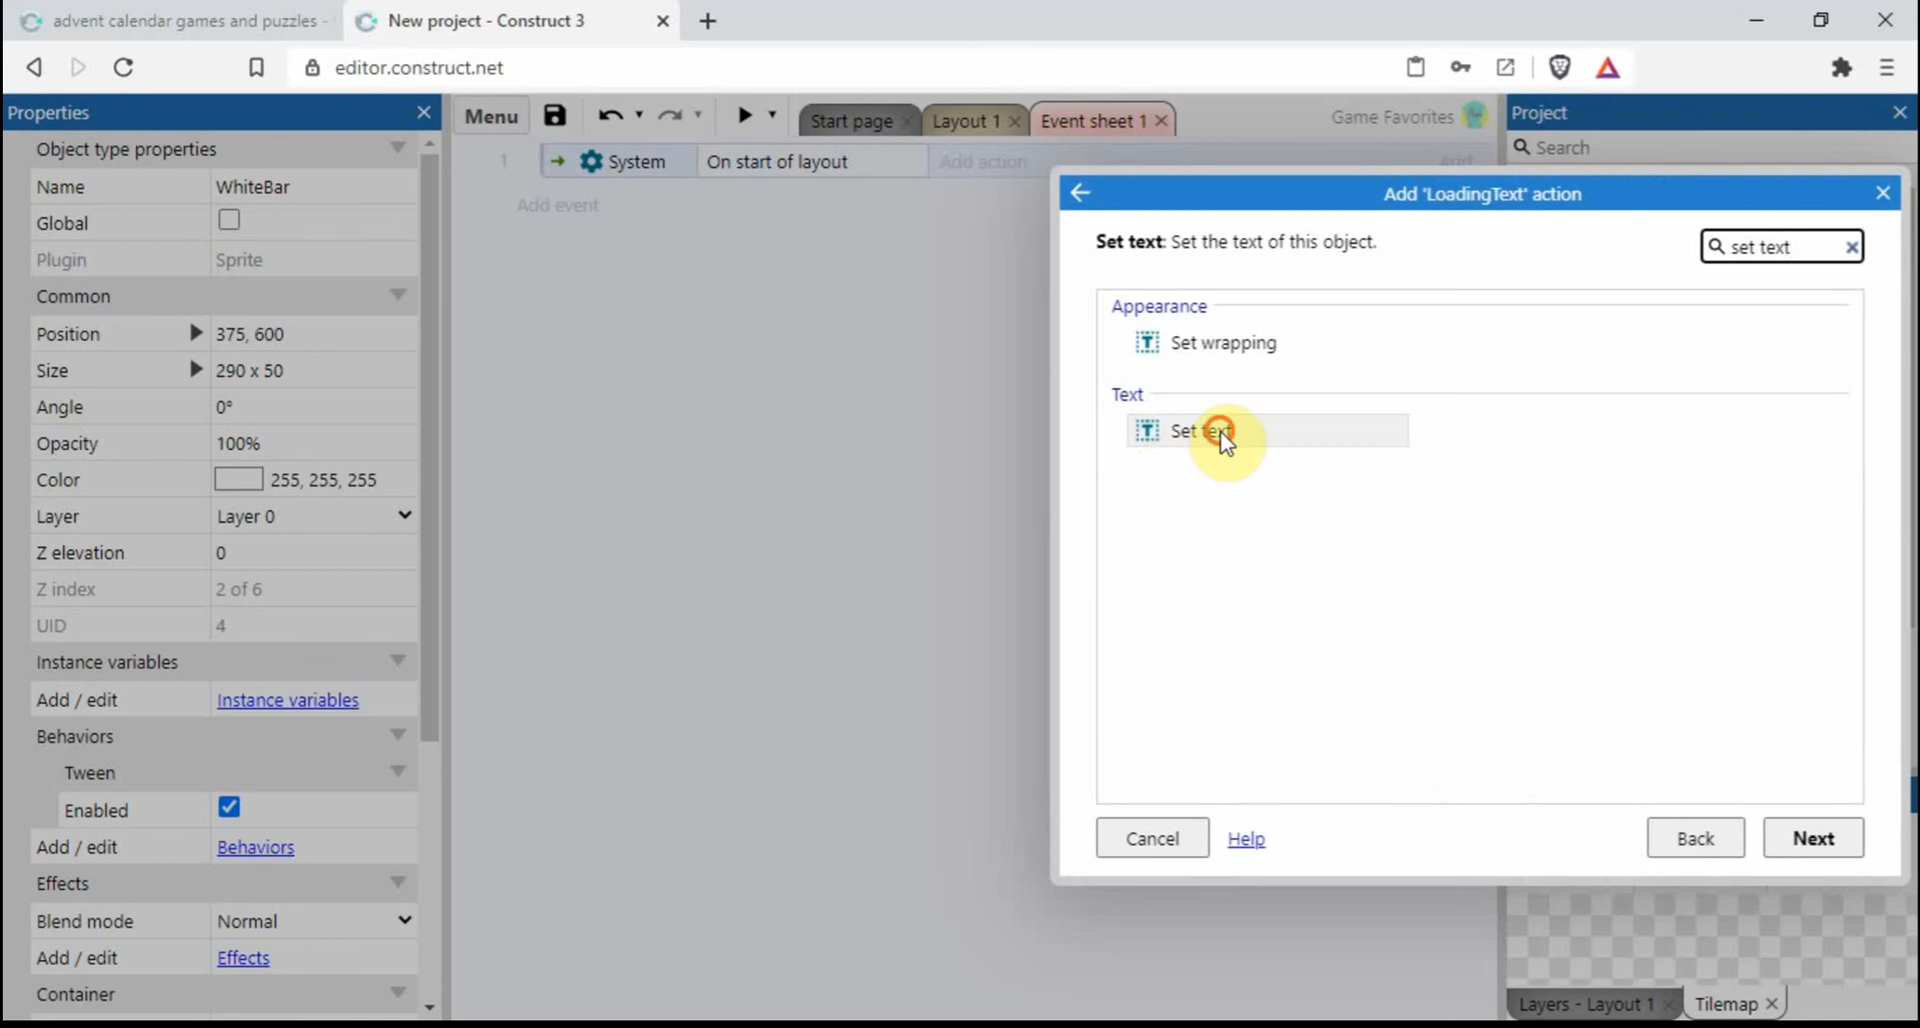 advent calendar games and puzzles -
New project - Construct 3
editor.construct.net
Properties
Menu
Start page
Layout 1
Event sheet 1
Game Favorites
Project
Search
Object type properties
Name WhiteBar
Global
Plugin Sprite
Common
Position 375, 600
Size 290 x 50
Angle 0°
Opacity 100%
Color 255, 255, 255
Layer Layer 0
Z elevation 0
Z index 2 of 6
UID 4
Instance variables
Add / edit Instance variables
Behaviors
Tween
Enabled
Add / edit Behaviors
Effects
Blend mode Normal
Add / edit Effects
Container
1 System On start of layout Add action Add
Add event
Add 'LoadingText' action
Set text: Set the text of this object.
set text
Appearance
Set wrapping
Text
Set text
Cancel Help Back Next
Layers - Layout 1
Tilemap